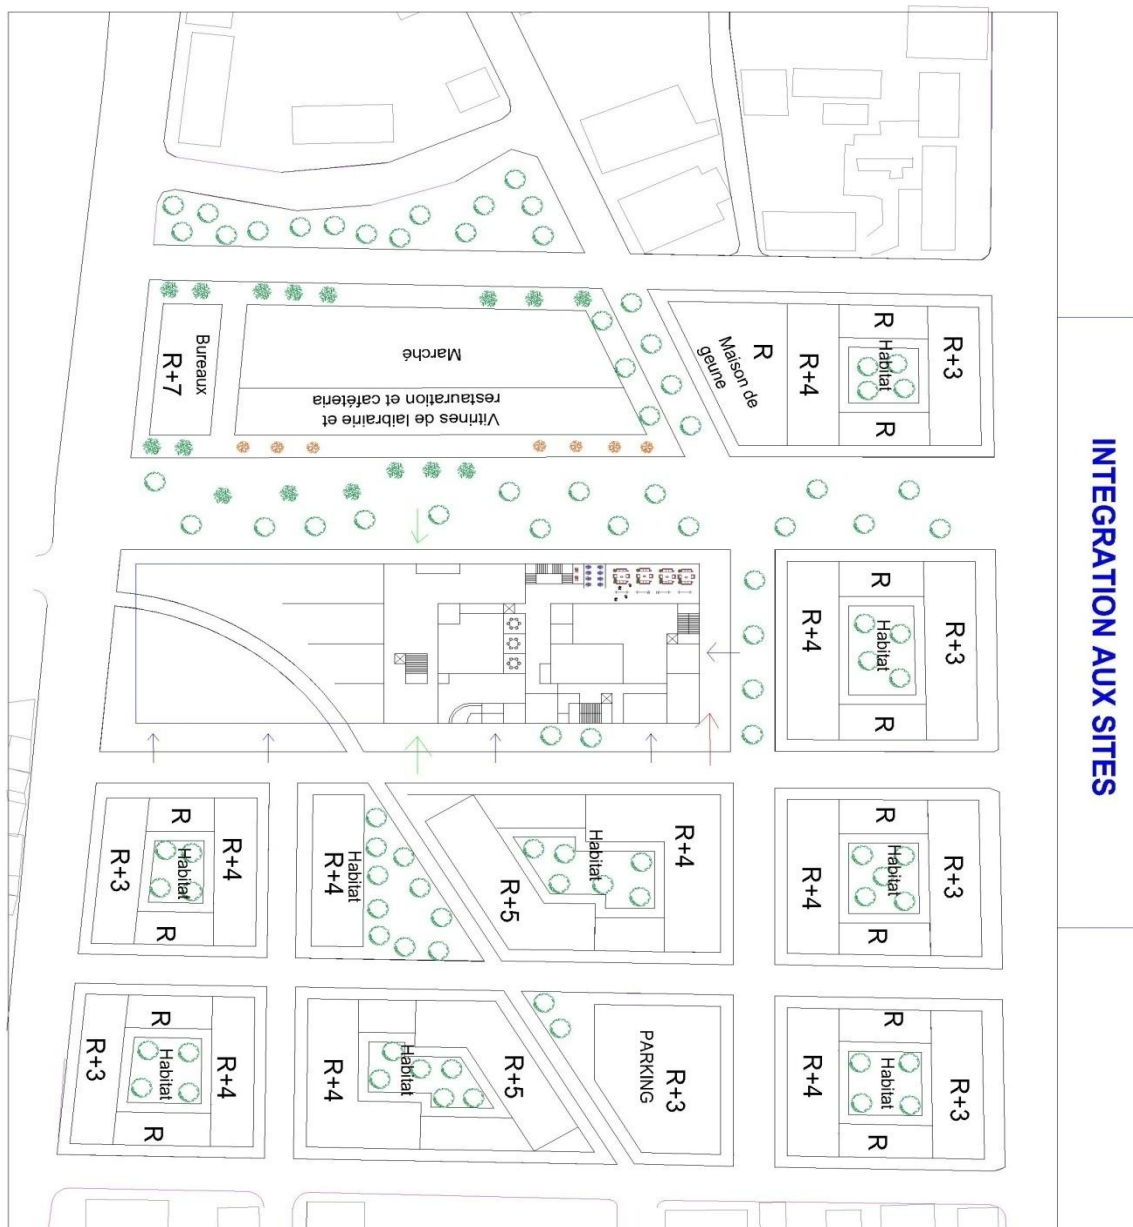 INTEGRATION AUX SITES
Bureaux
R+7
Marché
Vitrines de laibrairie et
restauration et cafétéria
Maison de
geune
R
R+4
R
Habitat
R
R+3
R+4
R
Habitat
R
R+3
R+3
R
Habitat
R
R+4
Habitat
R+4
R+5
Habitat
R+4
R+4
R
Habitat
R
R+3
R+3
R
Habitat
R
R+4
R+4
Habitat
R+5
PARKING
R+3
R+4
R
Habitat
R
R+3